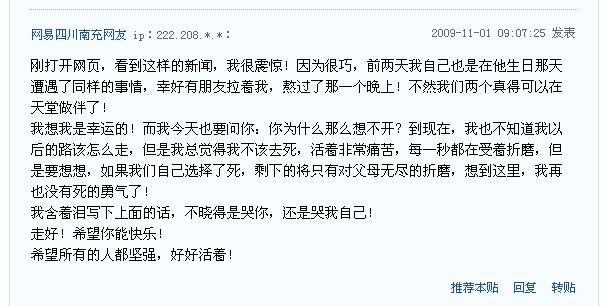 网易四川南充网友 ip：222.208.*.*：
2009-11-01 09:07:25 发表
刚打开网页，看到这样的新闻，我很震惊！因为很巧，前两天我自己也是在他生日那天
遭遇了同样的事情，幸好有朋友拉着我，熬过了那一个晚上！不然我们两个真得可以在
天堂做伴了！
我想我是幸运的！而我今天也要问你：你为什么那么想不开？到现在，我也不知道我以
后的路该怎么走，但是我总觉得我不该去死，活着非常痛苦，每一秒都在受着折磨，但
是要想想，如果我们自己选择了死，剩下的将只有对父母无尽的折磨，想到这里，我再
也没有死的勇气了！
我含着泪写下上面的话，不晓得是哭你，还是哭我自己！
走好！希望你能快乐！
希望所有的人都坚强，好好活着！
推荐本贴 回复 转贴